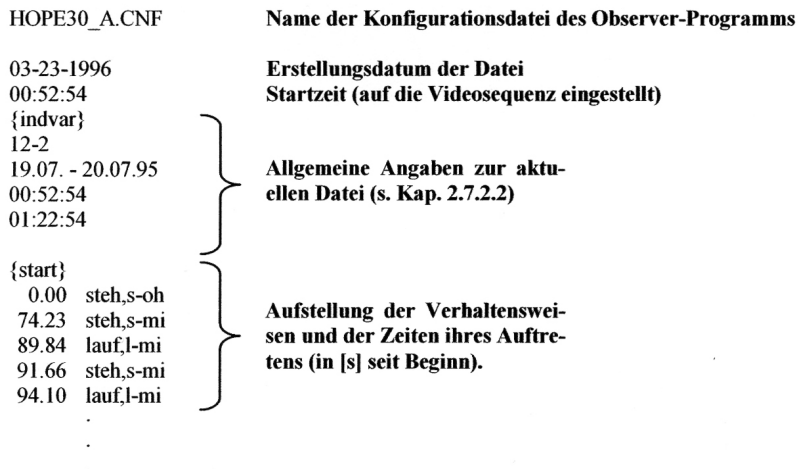 HOPE30_A.CNF Name der Konfigurationsdatei des Observer-Programms
03-23-1996 Erstellungsdatum der Datei
00:52:54 Startzeit (auf die Videosequenz eingestellt)
{indvar}
12-2
19.07. - 20.07.95 Allgemeine Angaben zur aktu-
00:52:54 ellen Datei (s. Kap. 2.7.2.2)
01:22:54
{start}
0.00 steh,s-oh
74.23 steh,s-mi Aufstellung der Verhaltenswei-
89.84 lauf,l-mi sen und der Zeiten ihres Auftre-
91.66 steh,s-mi tens (in [s] seit Beginn).
94.10 lauf,l-mi
.
.